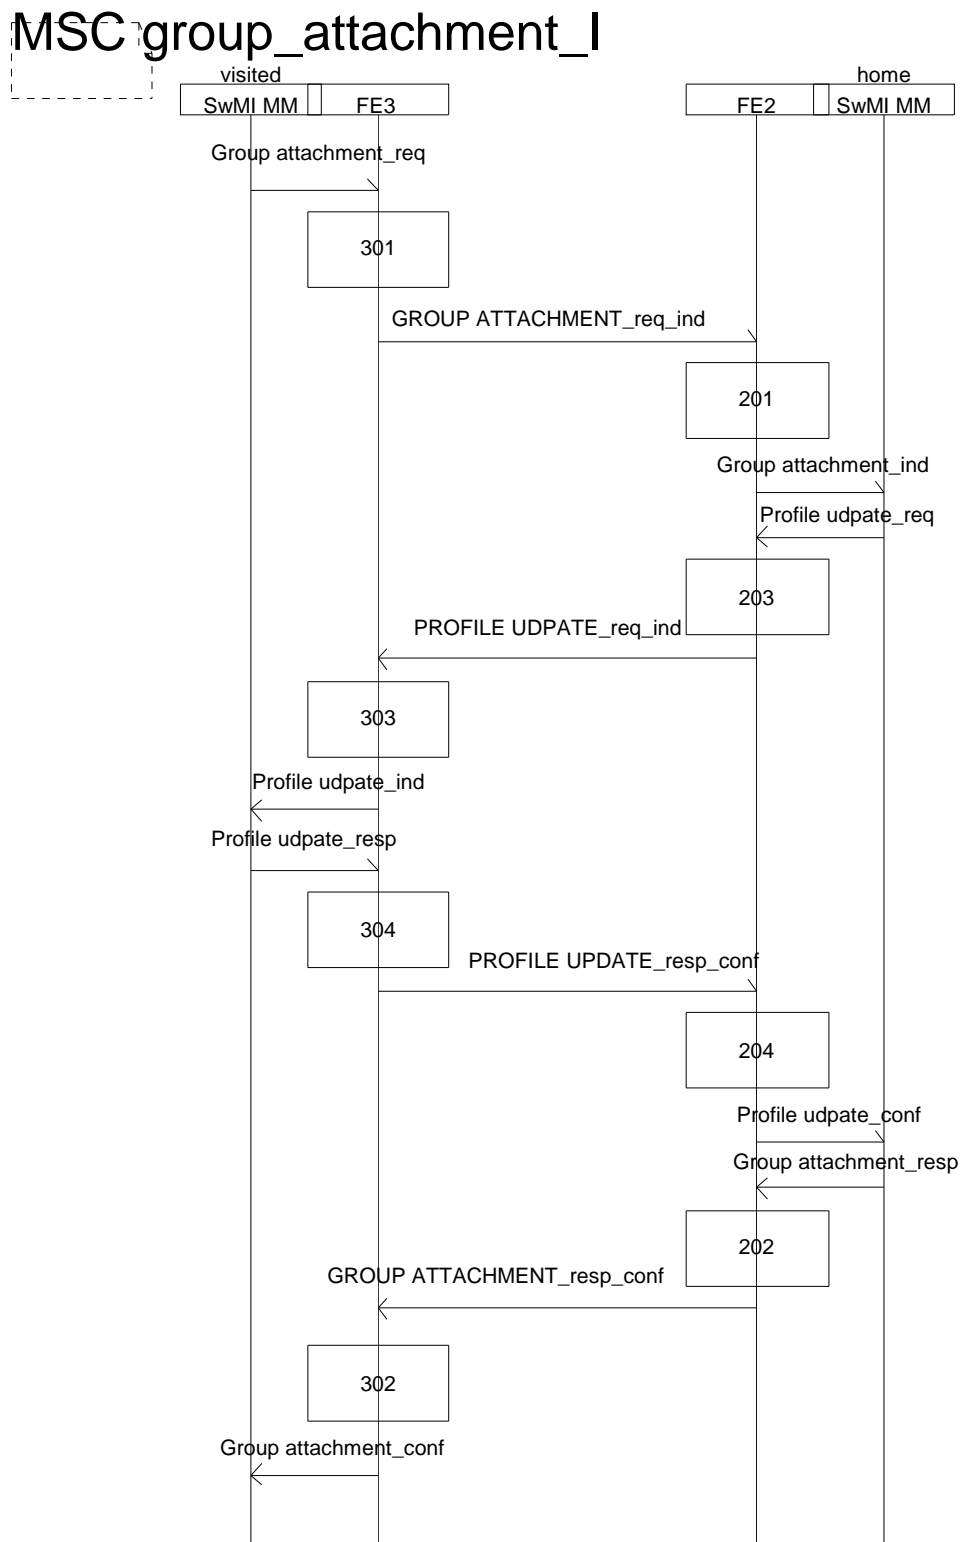 MSC group_attachment_I
visited
home
SwMI MM
FE3
FE2
SwMI MM
Group attachment_req
301
GROUP ATTACHMENT_req_ind
201
Group attachment_ind
Profile udpate_req
203
PROFILE UDPATE_req_ind
303
Profile udpate_ind
Profile udpate_resp
304
PROFILE UPDATE_resp_conf
204
Profile udpate_conf
Group attachment_resp
202
GROUP ATTACHMENT_resp_conf
302
Group attachment_conf